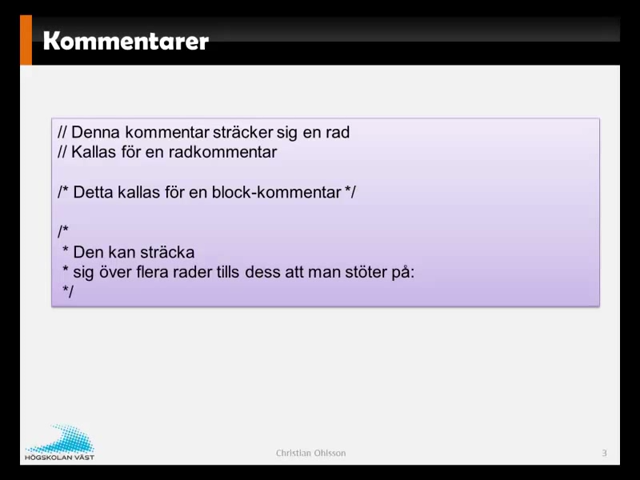 Kommentarer
// Denna kommentar sträcker sig en rad
// Kallas för en radkommentar
/* Detta kallas för en block-kommentar */
/*
* Den kan sträcka
* sig över flera rader tills dess att man stöter på:
*/
HÖGSKOLAN VÄST
Christian Ohlsson
3